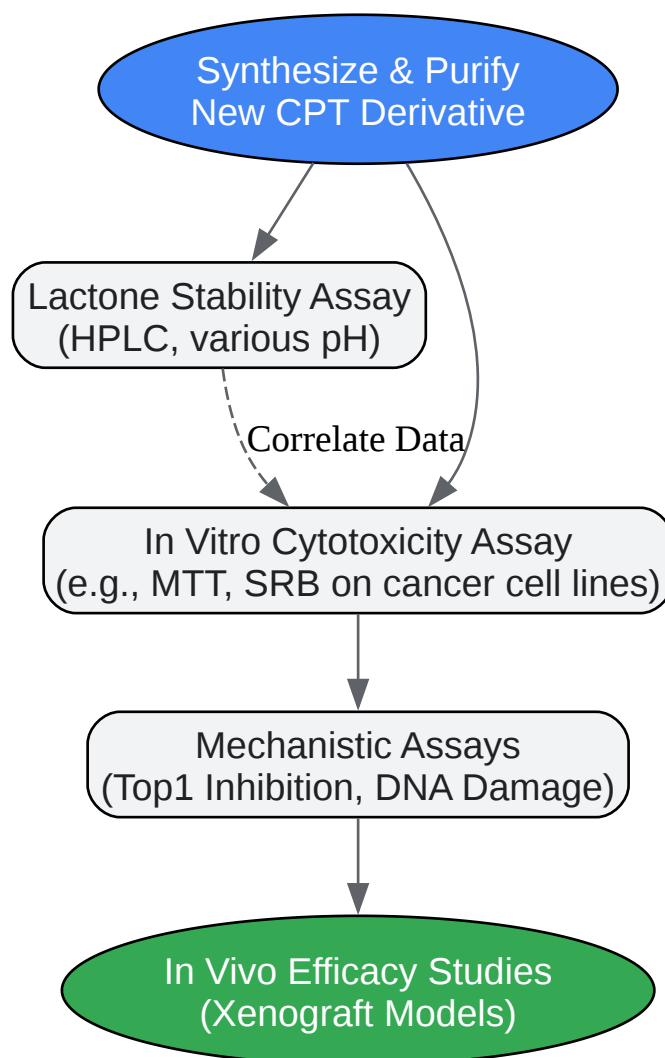 Synthesize & Purify
New CPT Derivative
Lactone Stability Assay
(HPLC, various pH)
Correlate Data
In Vitro Cytotoxicity Assay
(e.g., MTT, SRB on cancer cell lines)
Mechanistic Assays
(Top1 Inhibition, DNA Damage)
In Vivo Efficacy Studies
(Xenograft Models)